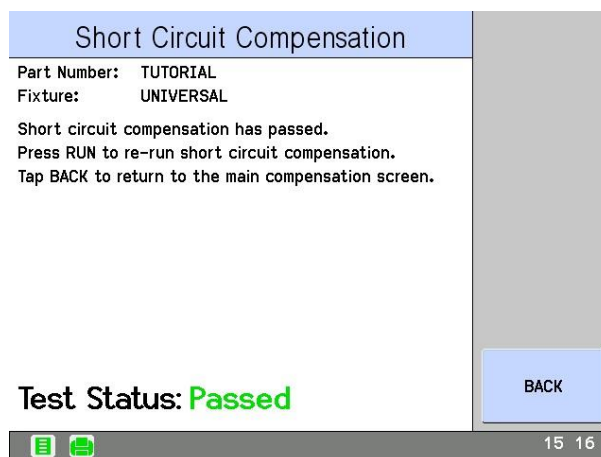 Short Circuit Compensation
Part Number: TUTORIAL
Fixture: UNIVERSAL
Short circuit compensation has passed.
Press RUN to re-run short circuit compensation.
Tap BACK to return to the main compensation screen.
Test Status: Passed
BACK
15 16